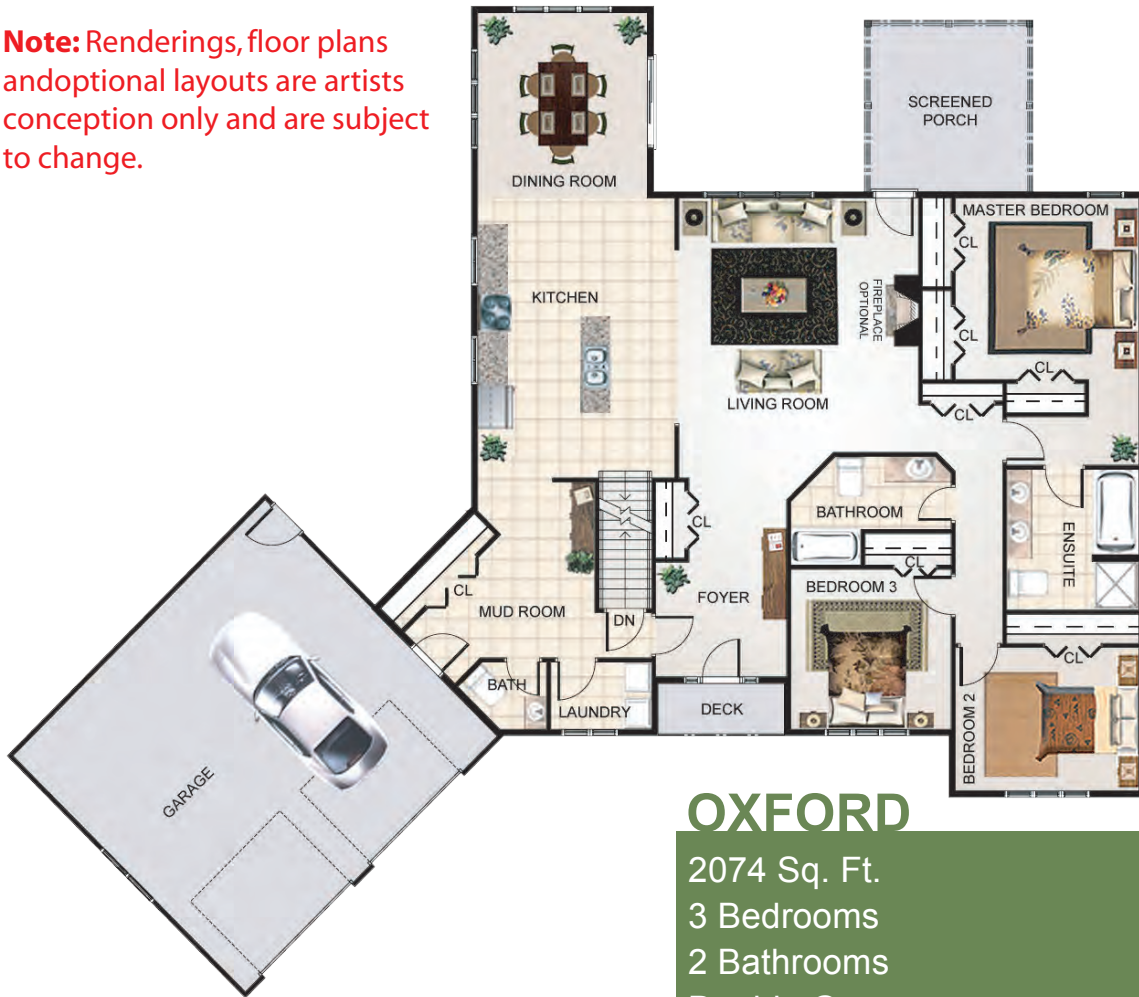 Note: Renderings, floor plans
andoptional layouts are artists
conception only and are subject
to change.
SCREENED
PORCH
DINING ROOM
MASTER BEDROOM
CL
KITCHEN
FIREPLACE
OPTIONAL
CL
CL
LIVING ROOM
CL
BATHROOM
CL
ENSUITE
CL
BEDROOM 3
CL
MUD ROOM
FOYER
DN
CL
BATH
LAUNDRY
DECK
BEDROOM 2
GARAGE
OXFORD
2074 Sq. Ft.
3 Bedrooms
2 Bathrooms